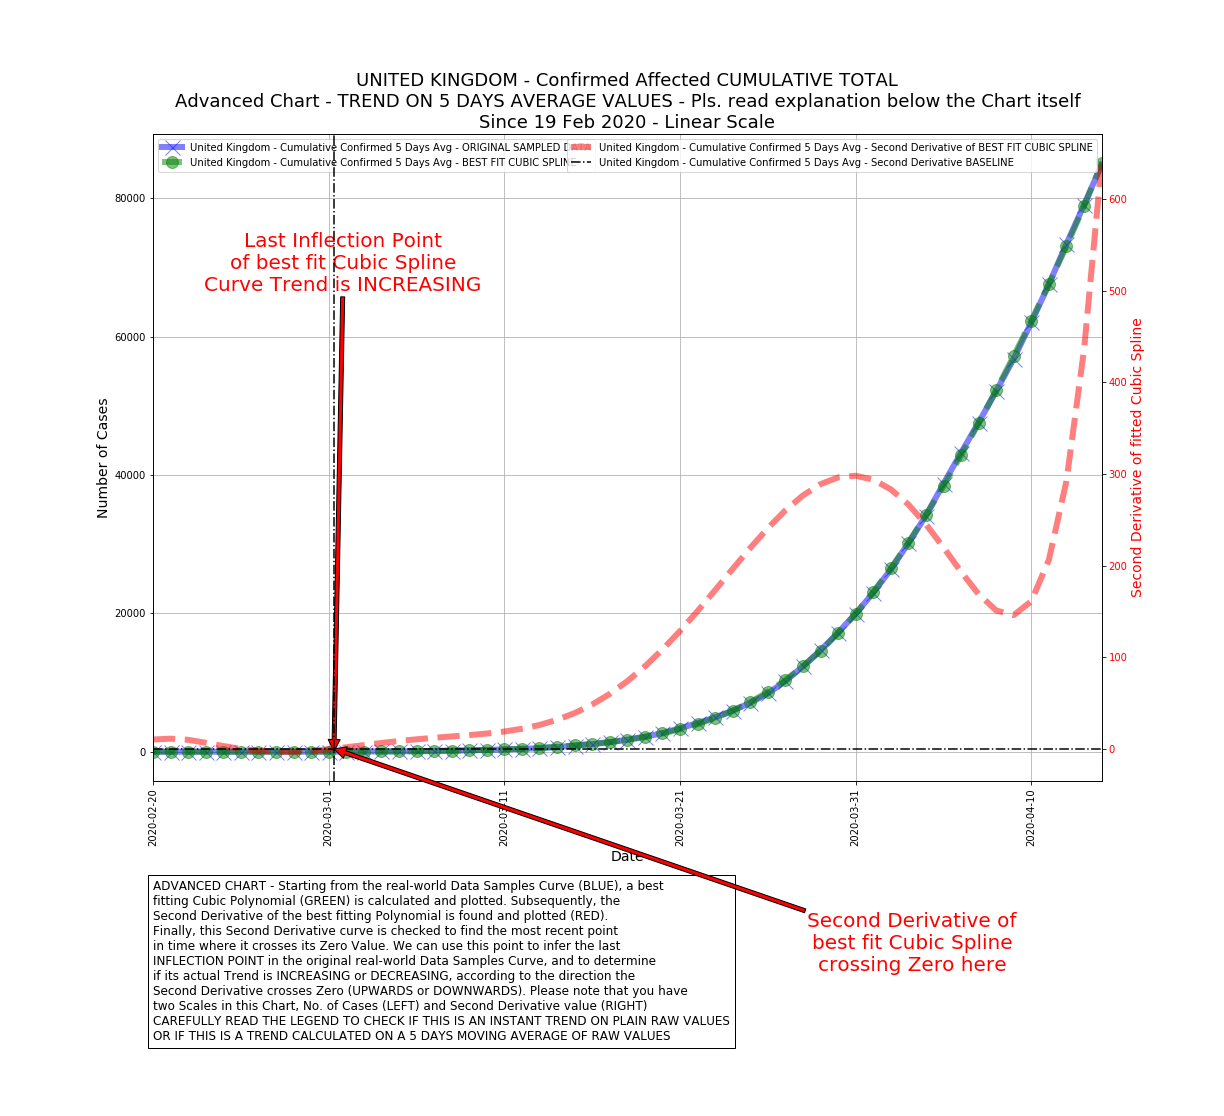 UNITED KINGDOM - Confirmed Affected CUMULATIVE TOTAL
Advanced Chart - TREND ON 5 DAYS AVERAGE VALUES - Pls. read explanation below the Chart itself
Since 19 Feb 2020 - Linear Scale
United Kingdom - Cumulative Confirmed 5 Days Avg - ORIGINAL SAMPLED DATA
United Kingdom - Cumulative Confirmed 5 Days Avg - BEST FIT CUBIC SPLINE
United Kingdom - Cumulative Confirmed 5 Days Avg - Second Derivative of BEST FIT CUBIC SPLINE
United Kingdom - Cumulative Confirmed 5 Days Avg - Second Derivative BASELINE
Last Inflection Point
of best fit Cubic Spline
Curve Trend is INCREASING
Number of Cases
80000
60000
40000
20000
0
600
500
400
300
200
100
0
Second Derivative of fitted Cubic Spline
2020-02-20
2020-03-01
2020-03-11
2020-03-21
2020-03-31
2020-04-10
Date
ADVANCED CHART - Starting from the real-world Data Samples Curve (BLUE), a best
fitting Cubic Polynomial (GREEN) is calculated and plotted. Subsequently, the
Second Derivative of the best fitting Polynomial is found and plotted (RED).
Finally, this Second Derivative curve is checked to find the most recent point
in time where it crosses its Zero Value. We can use this point to infer the last
INFLECTION POINT in the original real-world Data Samples Curve, and to determine
if its actual Trend is INCREASING or DECREASING, according to the direction the
Second Derivative crosses Zero (UPWARDS or DOWNWARDS). Please note that you have
two Scales in this Chart, No. of Cases (LEFT) and Second Derivative value (RIGHT)
CAREFULLY READ THE LEGEND TO CHECK IF THIS IS AN INSTANT TREND ON PLAIN RAW VALUES
OR IF THIS IS A TREND CALCULATED ON A 5 DAYS MOVING AVERAGE OF RAW VALUES
Second Derivative of
best fit Cubic Spline
crossing Zero here